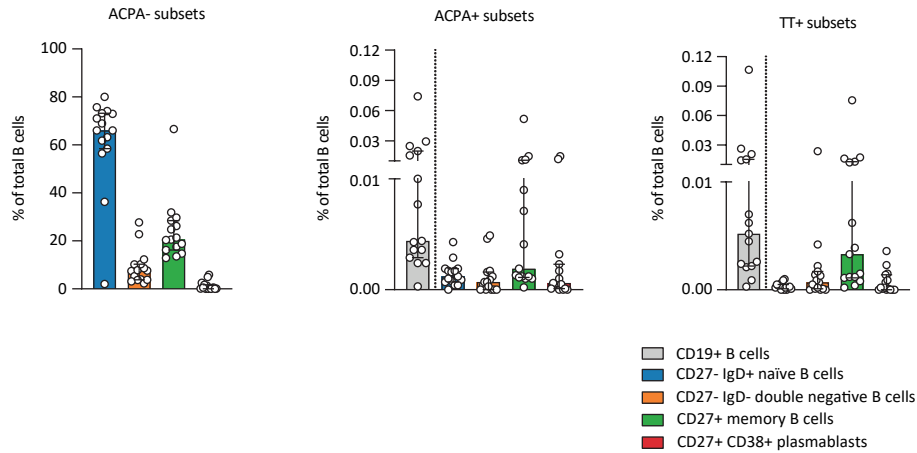 ACPA- subsets
% of total B cells
100
80
60
40
20
0
ACPA+ subsets
% of total B cells
0.12
0.09
0.06
0.03
0.01
0.00
TT+ subsets
% of total B cells
0.12
0.09
0.06
0.03
0.01
0.00
CD19+ B cells
CD27- IgD+ naïve B cells
CD27- IgD- double negative B cells
CD27+ memory B cells
CD27+ CD38+ plasmablasts